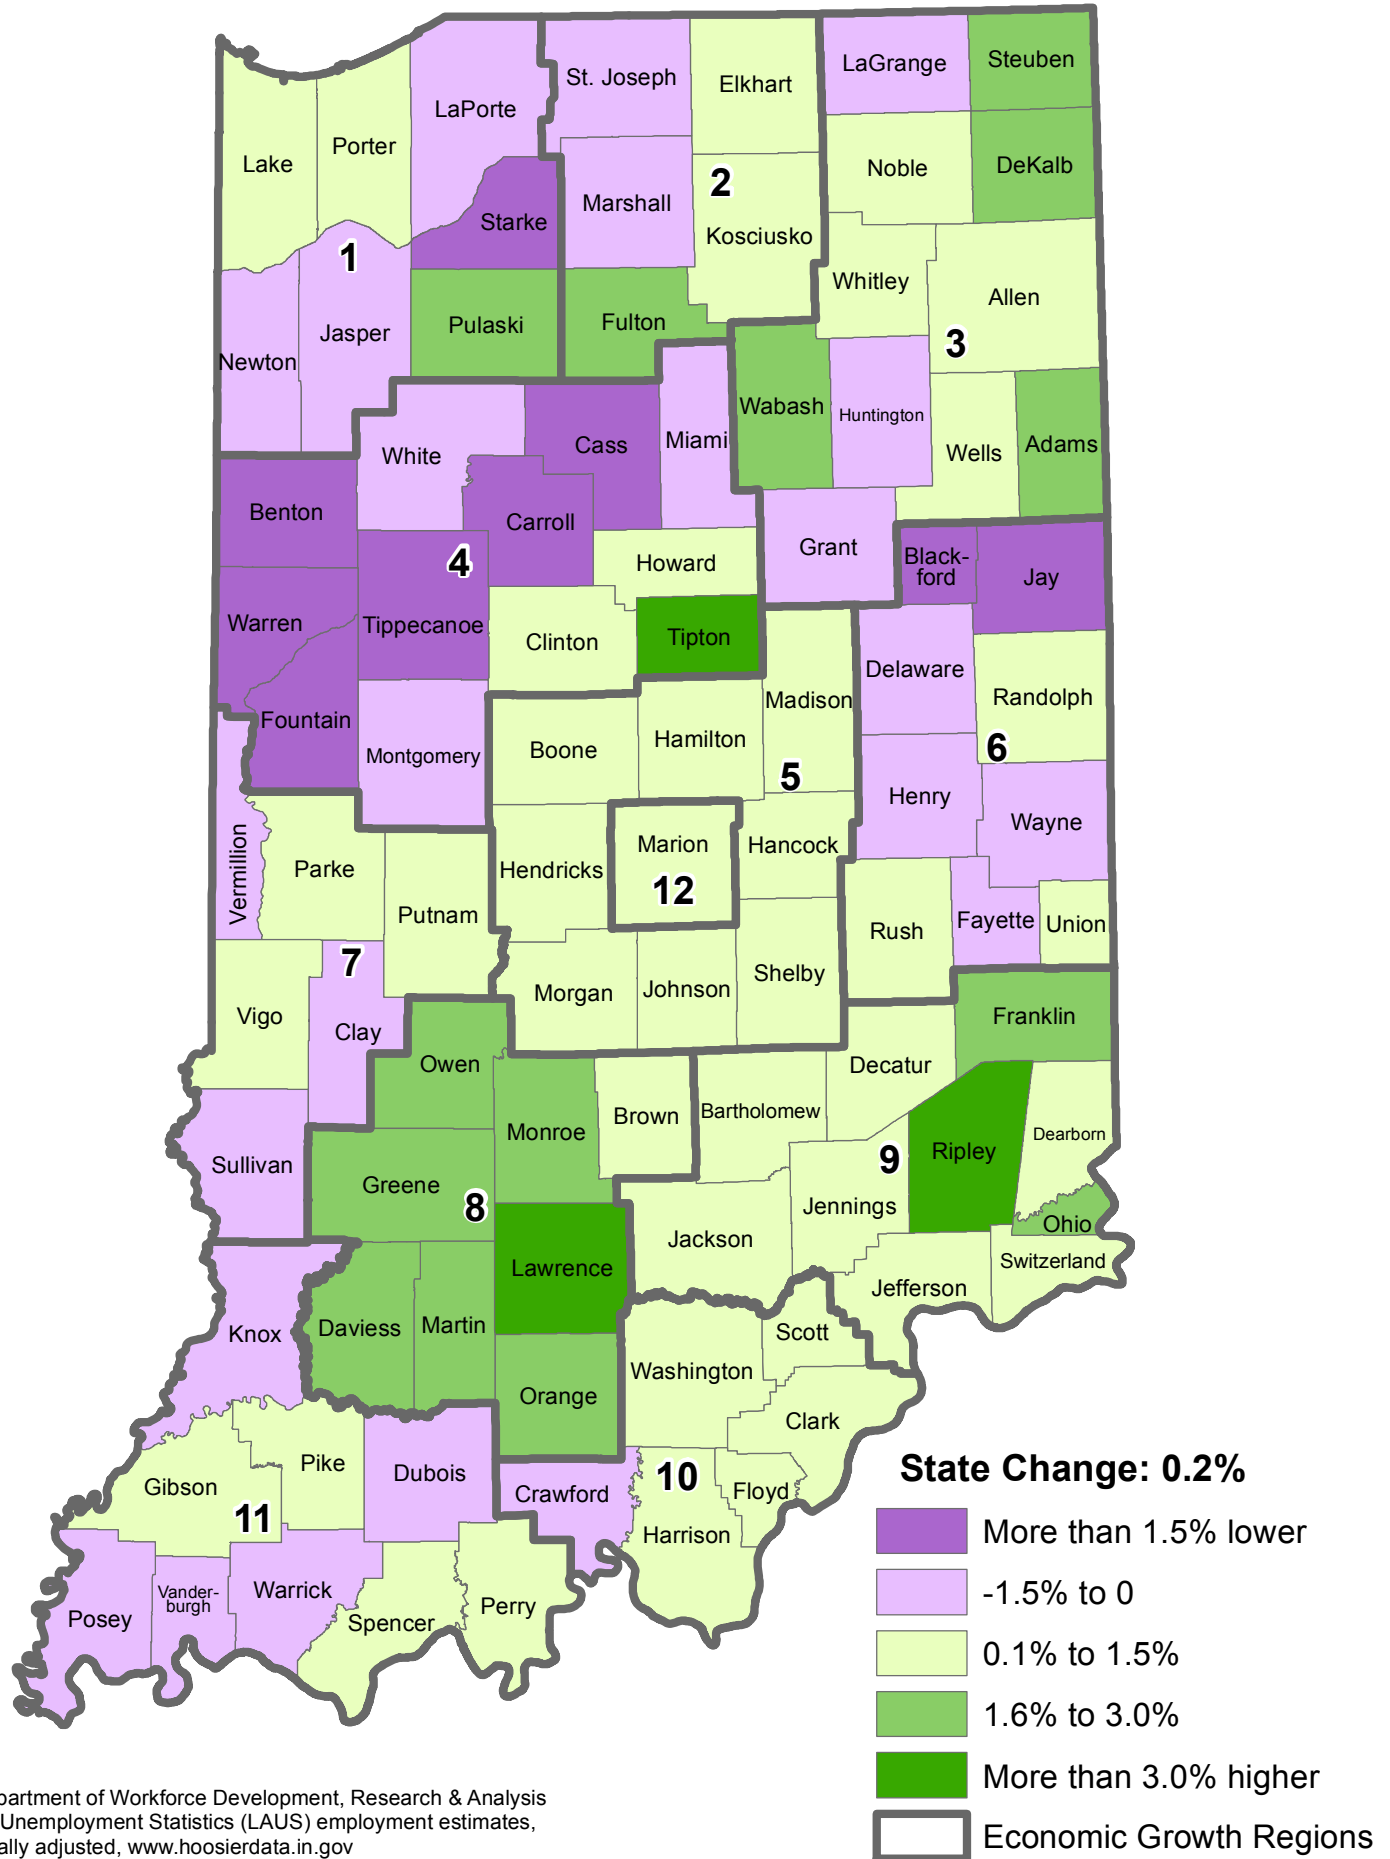 LaGrange
Steuben
St. Joseph
Elkhart
LaPorte
Porter
Lake
Noble
DeKalb
2
Marshall
Starke
Kosciusko
1
Whitley
Allen
Jasper
Pulaski
Fulton
3
Newton
Wabash
Huntington
White
Cass
Miami
Wells
Adams
Benton
Carroll
4
Howard
Grant
Black-
ford
Jay
Warren
Tippecanoe
Clinton
Tipton
Delaware
Randolph
Fountain
Madison
Montgomery
Boone
Hamilton
6
5
Henry
Wayne
Vermillion
Parke
Hendricks
Marion
Hancock
12
Putnam
Rush
Fayette
Union
7
Vigo
Clay
Morgan
Johnson
Shelby
Franklin
Owen
Decatur
Monroe
Brown
Bartholomew
Dearborn
Ripley
Sullivan
Greene
9
8
Jennings
Ohio
Jackson
Switzerland
Lawrence
Jefferson
Knox
Daviess
Martin
Scott
Washington
Orange
Clark
Pike
Dubois
Gibson
10
Floyd
Crawford
11
Harrison
Warrick
Vander-
burgh
Posey
Spencer
Perry
State Change: 0.2%
More than 1.5% lower
-1.5% to 0
0.1% to 1.5%
1.6% to 3.0%
More than 3.0% higher
Economic Growth Regions
partment of Workforce Development, Research & Analysis
Unemployment Statistics (LAUS) employment estimates,
ally adjusted, www.hoosierdata.in.gov